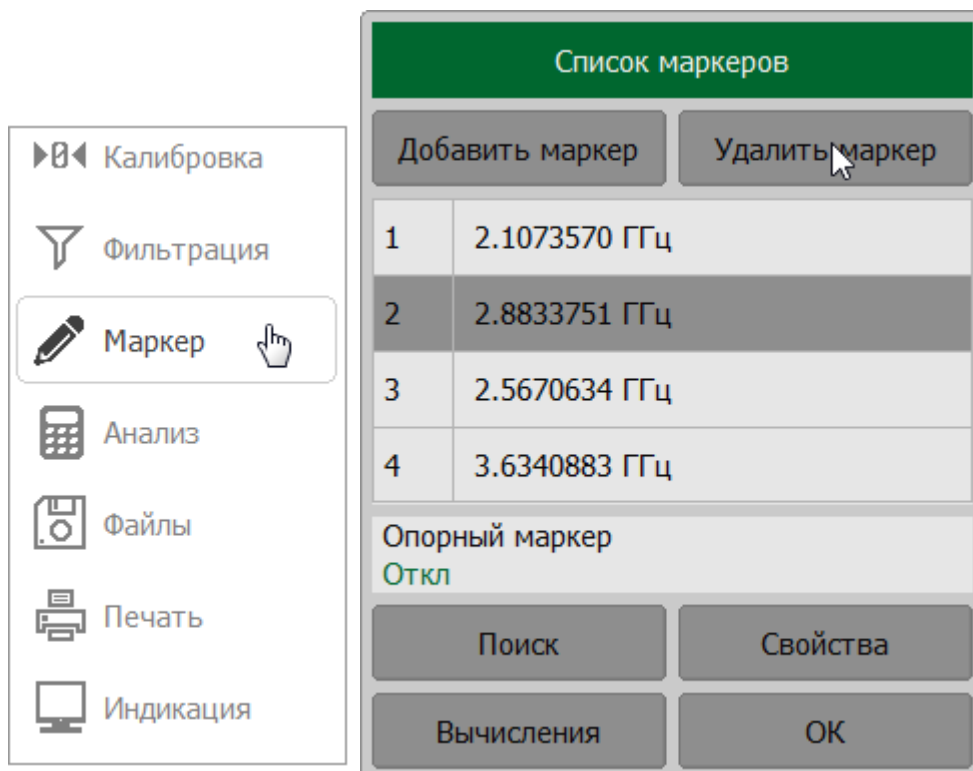 Калибровка
Фильтрация
Маркер
Анализ
Файлы
Печать
Индикация
Список маркеров
Добавить маркер Удалить маркер
1 2.1073570 ГГц
2 2.8833751 ГГц
3 2.5670634 ГГц
4 3.6340883 ГГц
Опорный маркер
Откл
Поиск Свойства
Вычисления ОК